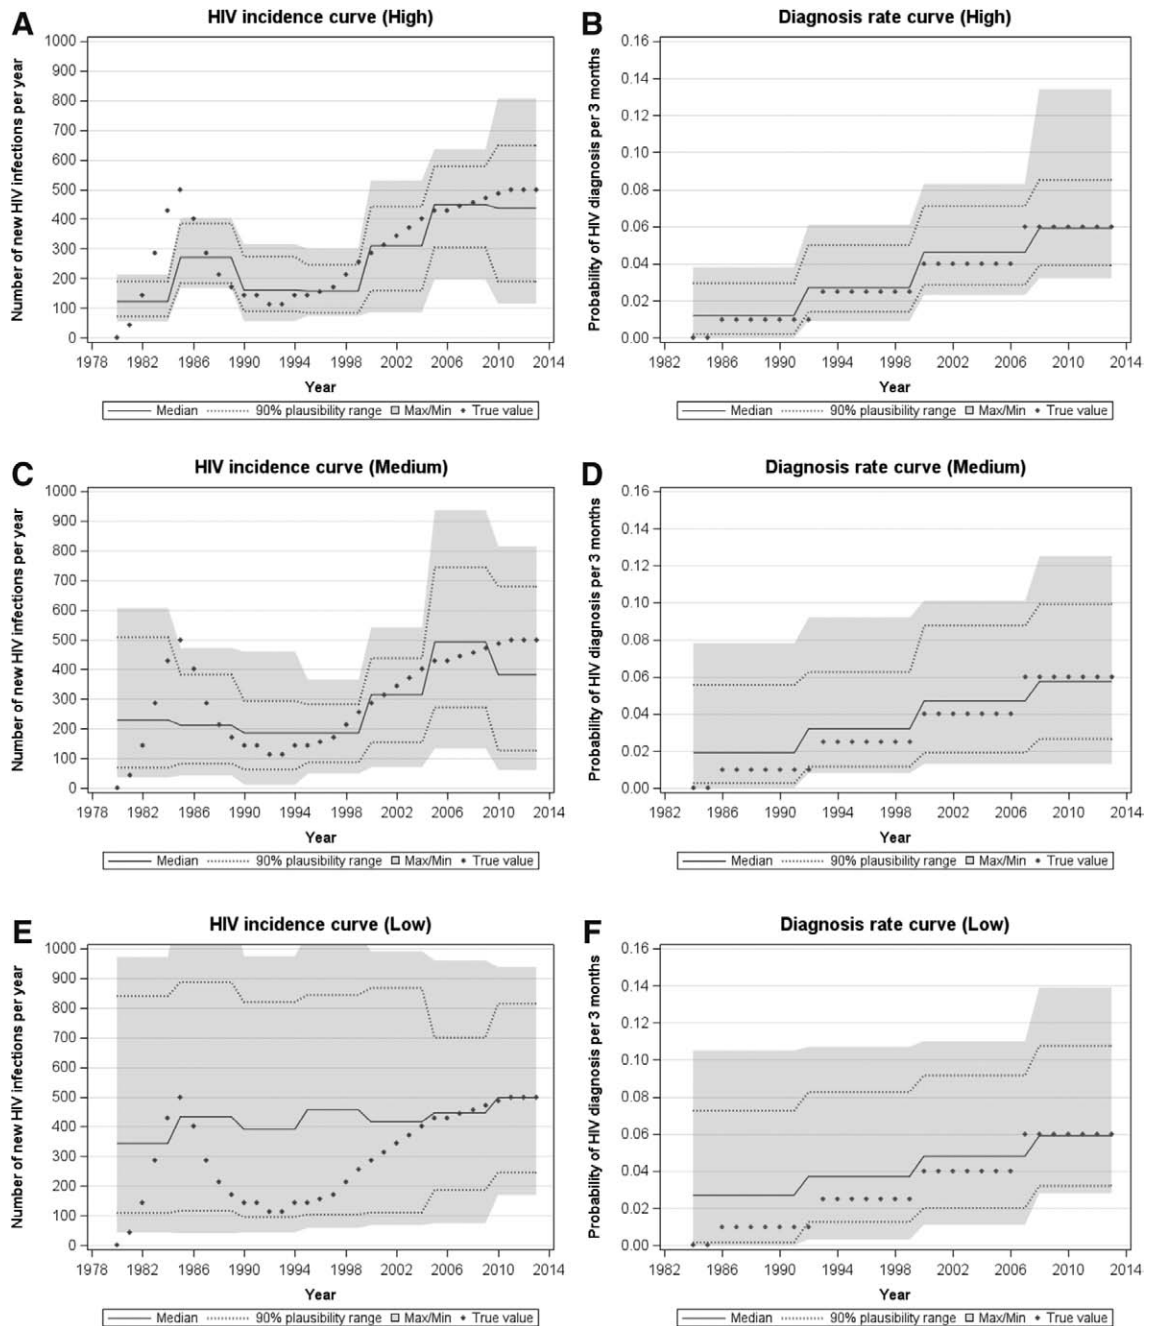 A
HIV incidence curve (High)
Number of new HIV infections per year
1000
900
800
700
600
500
400
300
200
100
0
1978 1982 1986 1990 1994 1998 2002 2006 2010 2014
Year
Median 90% plausibility range Max/Min True value
B
Diagnosis rate curve (High)
Probability of HIV diagnosis per 3 months
0.16
0.14
0.12
0.10
0.08
0.06
0.04
0.02
0.00
1982 1986 1990 1994 1998 2002 2006 2010 2014
Year
Median 90% plausibility range Max/Min True value
C
HIV incidence curve (Medium)
Number of new HIV infections per year
1000
900
800
700
600
500
400
300
200
100
0
1978 1982 1986 1990 1994 1998 2002 2006 2010 2014
Year
Median 90% plausibility range Max/Min True value
D
Diagnosis rate curve (Medium)
Probability of HIV diagnosis per 3 months
0.16
0.14
0.12
0.10
0.08
0.06
0.04
0.02
0.00
1982 1986 1990 1994 1998 2002 2006 2010 2014
Year
Median 90% plausibility range Max/Min True value
E
HIV incidence curve (Low)
Number of new HIV infections per year
1000
900
800
700
600
500
400
300
200
100
0
1978 1982 1986 1990 1994 1998 2002 2006 2010 2014
Year
Median 90% plausibility range Max/Min True value
F
Diagnosis rate curve (Low)
Probability of HIV diagnosis per 3 months
0.16
0.14
0.12
0.10
0.08
0.06
0.04
0.02
0.00
1982 1986 1990 1994 1998 2002 2006 2010 2014
Year
Median 90% plausibility range Max/Min True value